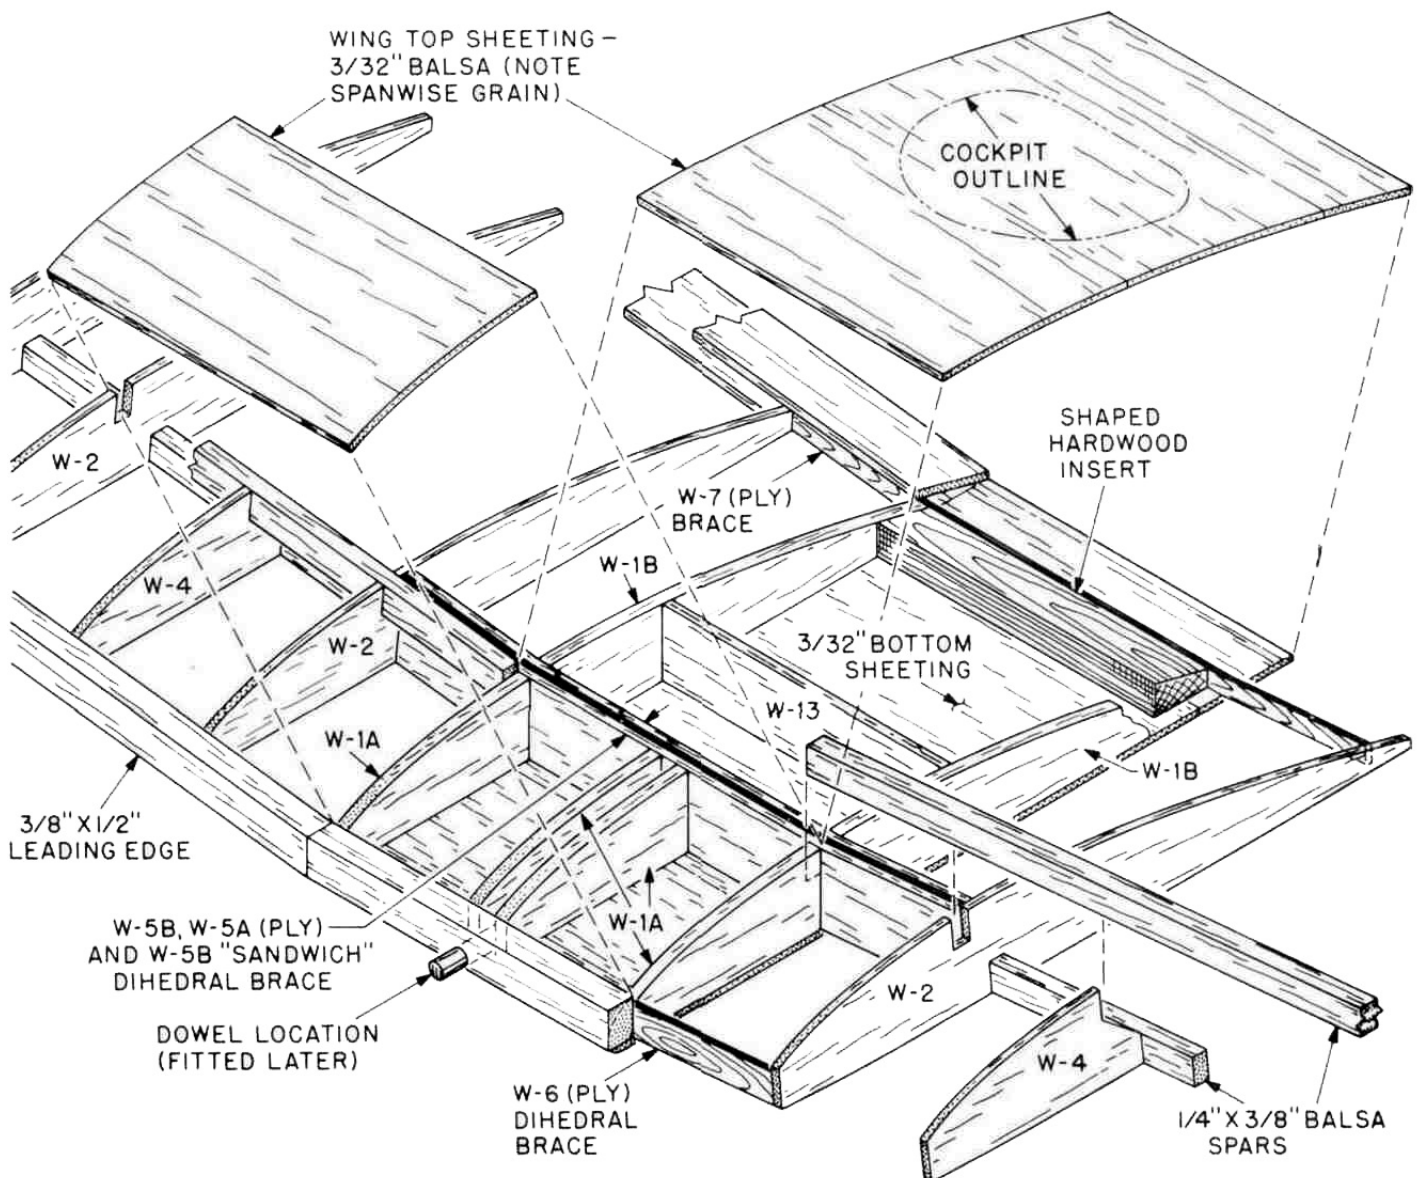 WING TOP SHEETING –
3/32" BALSA (NOTE
SPANWISE GRAIN)
COCKPIT
OUTLINE
SHAPED
HARDWOOD
INSERT
W-2
W-7 (PLY)
BRACE
W-4
W-1B
W-2
3/32" BOTTOM
SHEETING
W-13
W-1A
W-1B
3/8" X 1/2"
LEADING EDGE
W-1A
W-5B, W-5A (PLY)
AND W-5B "SANDWICH"
DIHEDRAL BRACE
W-2
DOWEL LOCATION
(FITTED LATER)
W-4
W-6 (PLY)
DIHEDRAL
BRACE
1/4" X 3/8" BALSA
SPARS